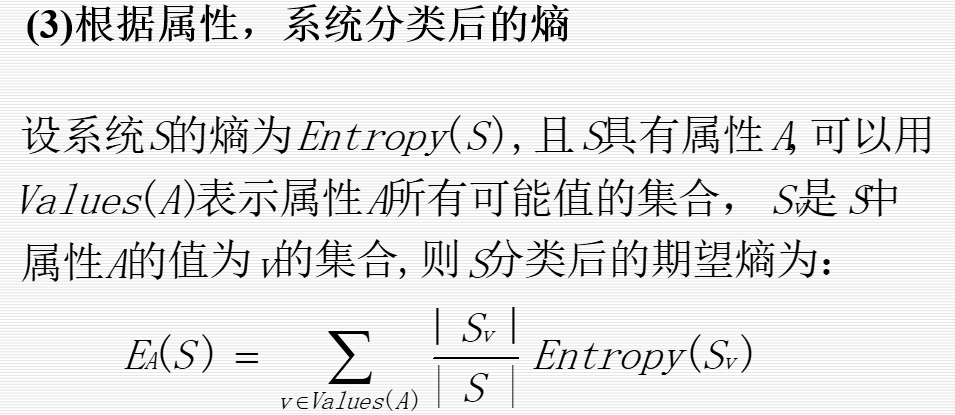 (3)根据属性，系统分类后的熵
设系统S的熵为Entropy(S),且S具有属性A,可以用
Values(A)表示属性A所有可能值的集合，Sv是S中
属性A的值为v的集合,则S分类后的期望熵为：
EA(S) = ∑v∈Values(A) |Sv| / |S| Entropy(Sv)